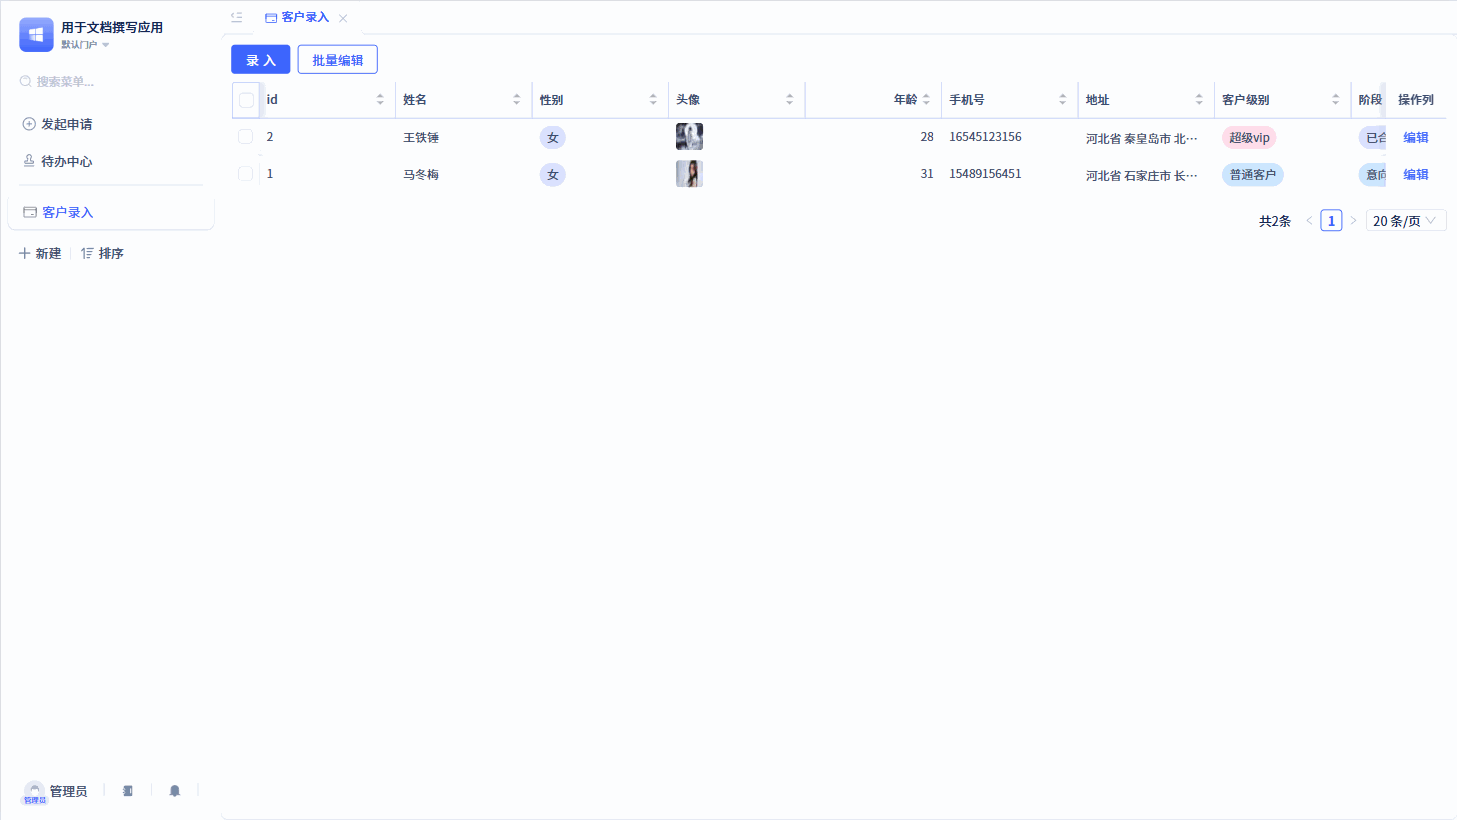 用于文档撰写应用
默认门户
搜索菜单...
发起申请
待办中心
客户录入
新建 排序
管理员
管理员
客户录入
录 入 批量编辑
id 姓名 性别 头像 年龄 手机号 地址 客户级别 阶段 操作列
2 王铁锤 女 28 16545123156 河北省 秦皇岛市 北··· 超级vip 已合 编辑
1 马冬梅 女 31 15489156451 河北省 石家庄市 长··· 普通客户 意向 编辑
共2条 < 1 > 20 条/页